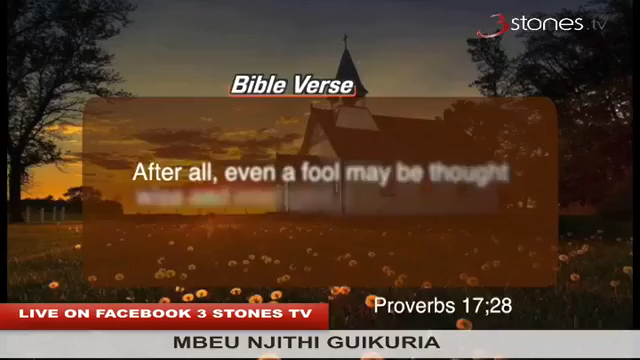 3stones.tv
Bible Verse
After all, even a fool may be thought
Proverbs 17;28
LIVE ON FACEBOOK 3 STONES TV
MBEU NJITHI GUIKURIA